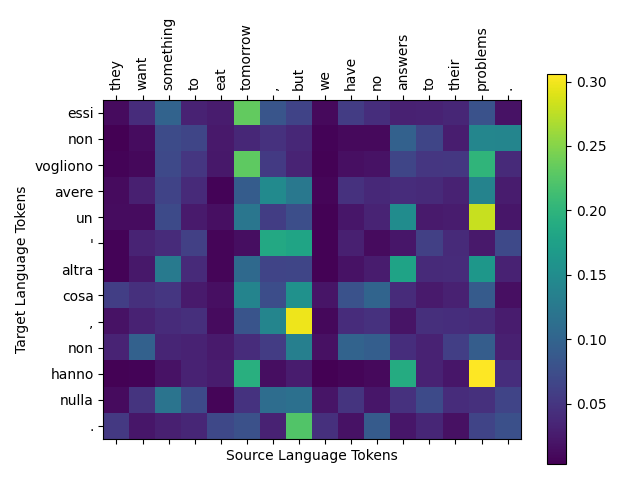 they want something to eat tomorrow , but we have no answers to their problems .
essi
non
vogliono
avere
un
'
altra
cosa
,
non
hanno
nulla
.
Target Language Tokens
Source Language Tokens
0.30
0.25
0.20
0.15
0.10
0.05